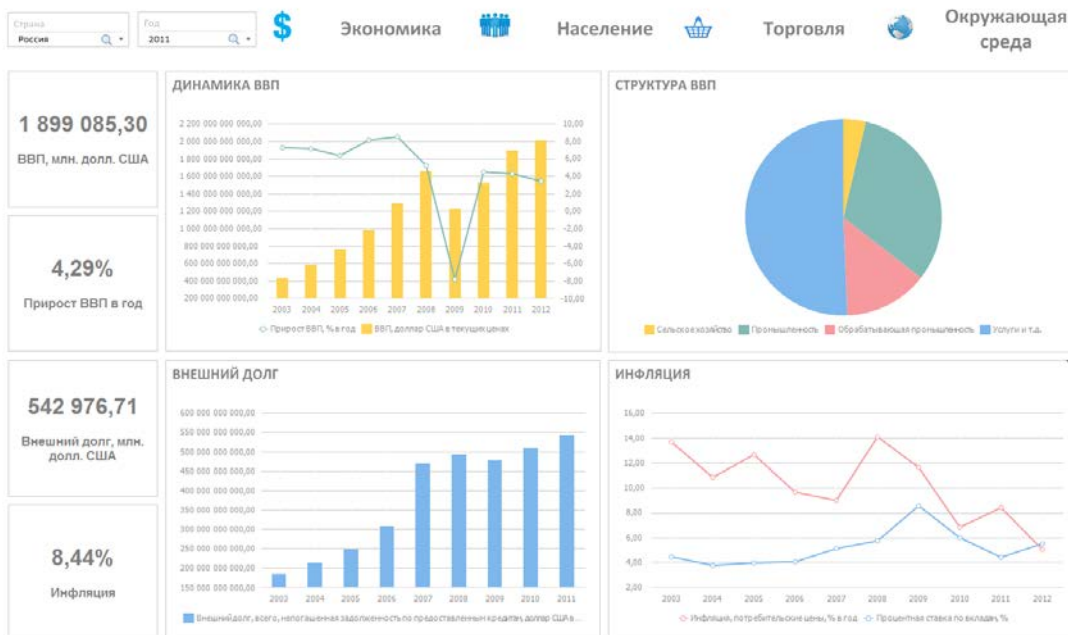 Страна
Россия
Год
2011
Экономика
Население
Торговля
Окружающая
среда
1 899 085,30
ВВП, млн. долл. США
4,29%
Прирост ВВП в год
542 976,71
Внешний долг, млн.
долл. США
8,44%
Инфляция
ДИНАМИКА ВВП
2 200 000 000 000,00
2 000 000 000 000,00
1 800 000 000 000,00
1 600 000 000 000,00
1 400 000 000 000,00
1 200 000 000 000,00
1 000 000 000 000,00
800 000 000 000,00
600 000 000 000,00
400 000 000 000,00
200 000 000 000,00
10,00
8,00
6,00
4,00
2,00
0,00
-2,00
-4,00
-6,00
-8,00
-10,00
2003 2004 2005 2006 2007 2008 2009 2010 2011 2012
Прирост ВВП, % в год ВВП, доллар США в текущих ценах
СТРУКТУРА ВВП
Сельское хозяйство Промышленность Обрабатывающая промышленность Услуги и т.д.
ВНЕШНИЙ ДОЛГ
600 000 000 000,00
550 000 000 000,00
500 000 000 000,00
450 000 000 000,00
400 000 000 000,00
350 000 000 000,00
300 000 000 000,00
250 000 000 000,00
200 000 000 000,00
150 000 000 000,00
2003 2004 2005 2006 2007 2008 2009 2010 2011
Внешний долг, всего, непогашенная задолженность по предоставленным кредитам, доллар США в ...
ИНФЛЯЦИЯ
16,00
14,00
12,00
10,00
8,00
6,00
4,00
2,00
2003 2004 2005 2006 2007 2008 2009 2010 2011 2012
Инфляция, потребительские цены, % в год Процентная ставка по вкладам, %